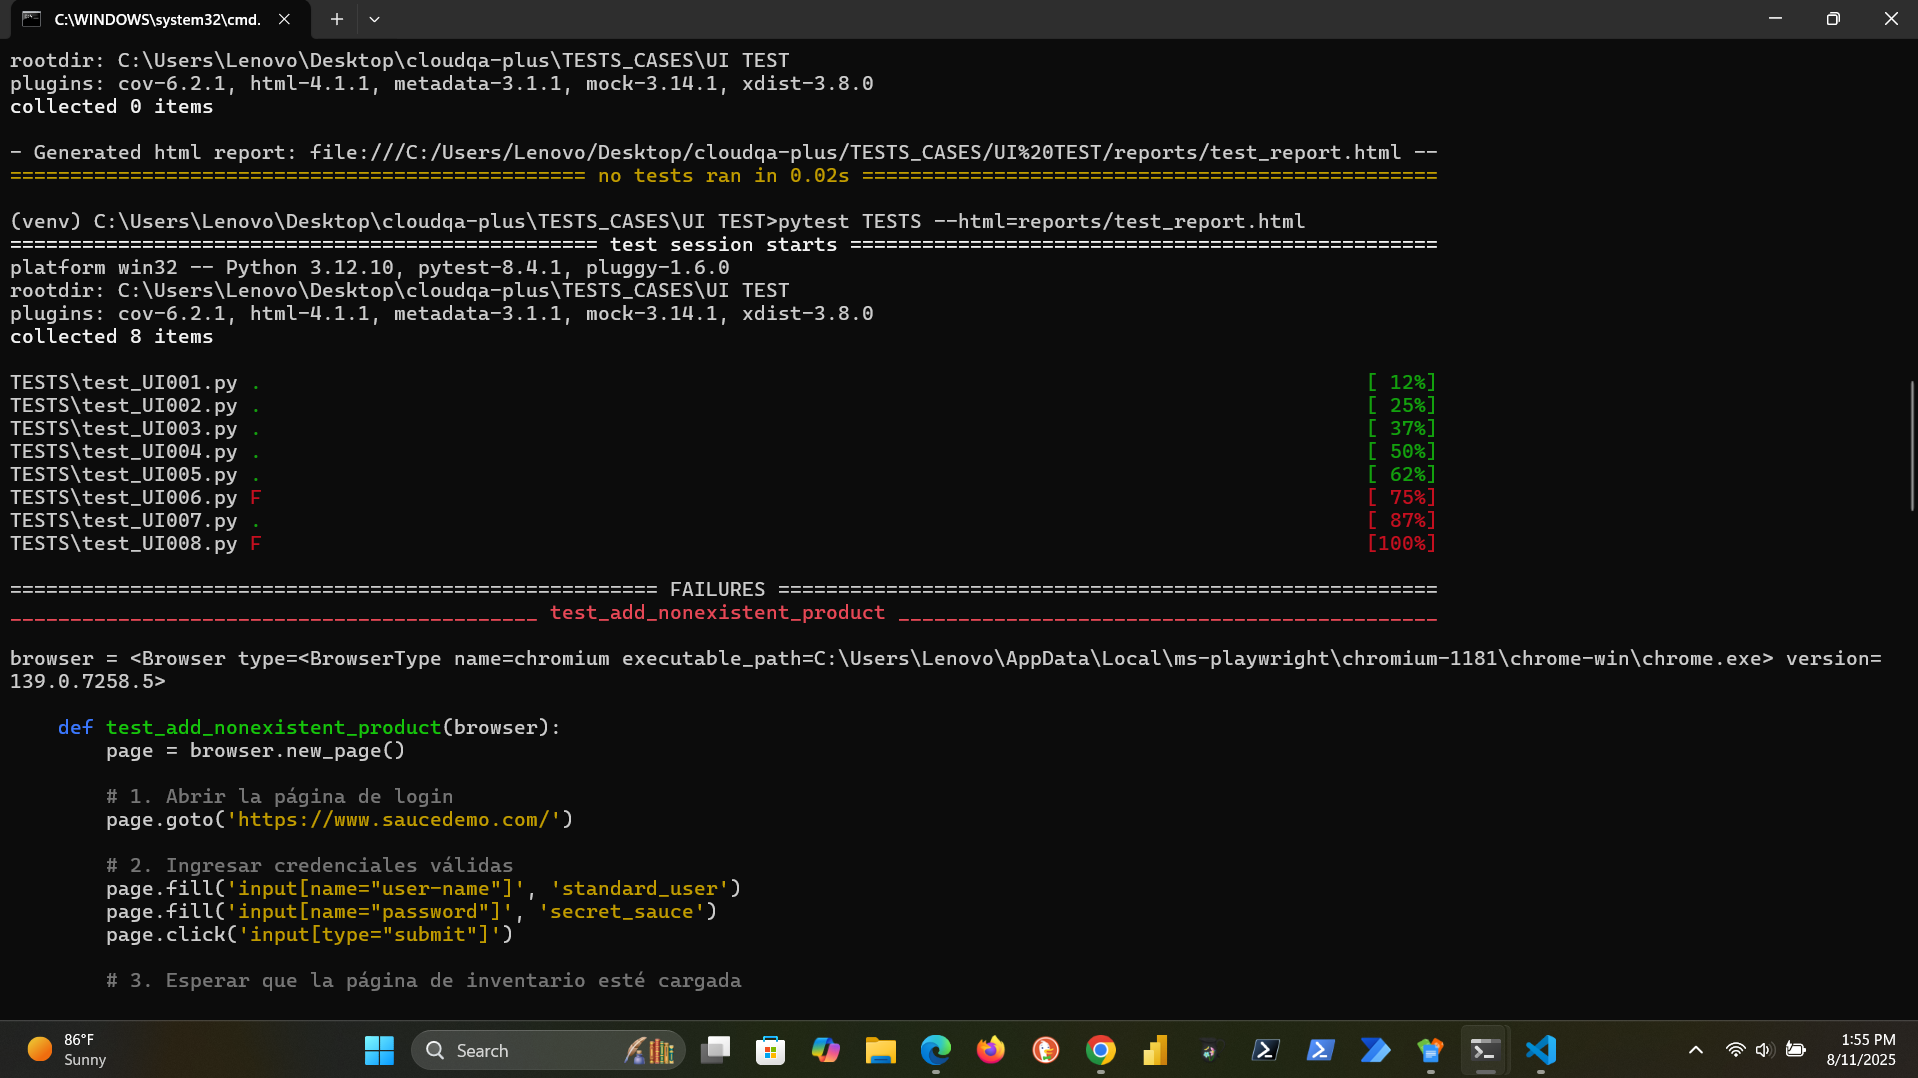 C:\WINDOWS\system32\cmd.
rootdir: C:\Users\Lenovo\Desktop\cloudqa-plus\TESTS_CASES\UI TEST
plugins: cov-6.2.1, html-4.1.1, metadata-3.1.1, mock-3.14.1, xdist-3.8.0
collected 0 items
- Generated html report: file:///C:/Users/Lenovo/Desktop/cloudqa-plus/TESTS_CASES/UI%20TEST/reports/test_report.html --
================================================ no tests ran in 0.02s ================================================
(venv) C:\Users\Lenovo\Desktop\cloudqa-plus\TESTS_CASES\UI TEST>pytest TESTS --html=reports/test_report.html
================================================= test session starts =================================================
platform win32 -- Python 3.12.10, pytest-8.4.1, pluggy-1.6.0
rootdir: C:\Users\Lenovo\Desktop\cloudqa-plus\TESTS_CASES\UI TEST
plugins: cov-6.2.1, html-4.1.1, metadata-3.1.1, mock-3.14.1, xdist-3.8.0
collected 8 items
TESTS\test_UI001.py . [ 12%]
TESTS\test_UI002.py . [ 25%]
TESTS\test_UI003.py . [ 37%]
TESTS\test_UI004.py . [ 50%]
TESTS\test_UI005.py . [ 62%]
TESTS\test_UI006.py F [ 75%]
TESTS\test_UI007.py . [ 87%]
TESTS\test_UI008.py F [100%]
====================================================== FAILURES =======================================================
____________________________________________ test_add_nonexistent_product _____________________________________________
browser = <Browser type=<BrowserType name=chromium executable_path=C:\Users\Lenovo\AppData\Local\ms-playwright\chromium-1181\chrome-win\chrome.exe> version=
139.0.7258.5>
def test_add_nonexistent_product(browser):
page = browser.new_page()
# 1. Abrir la página de login
page.goto('https://www.saucedemo.com/')
# 2. Ingresar credenciales válidas
page.fill('input[name="user-name"]', 'standard_user')
page.fill('input[name="password"]', 'secret_sauce')
page.click('input[type="submit"]')
# 3. Esperar que la página de inventario esté cargada
86°F
Sunny
Search
1:55 PM
8/11/2025